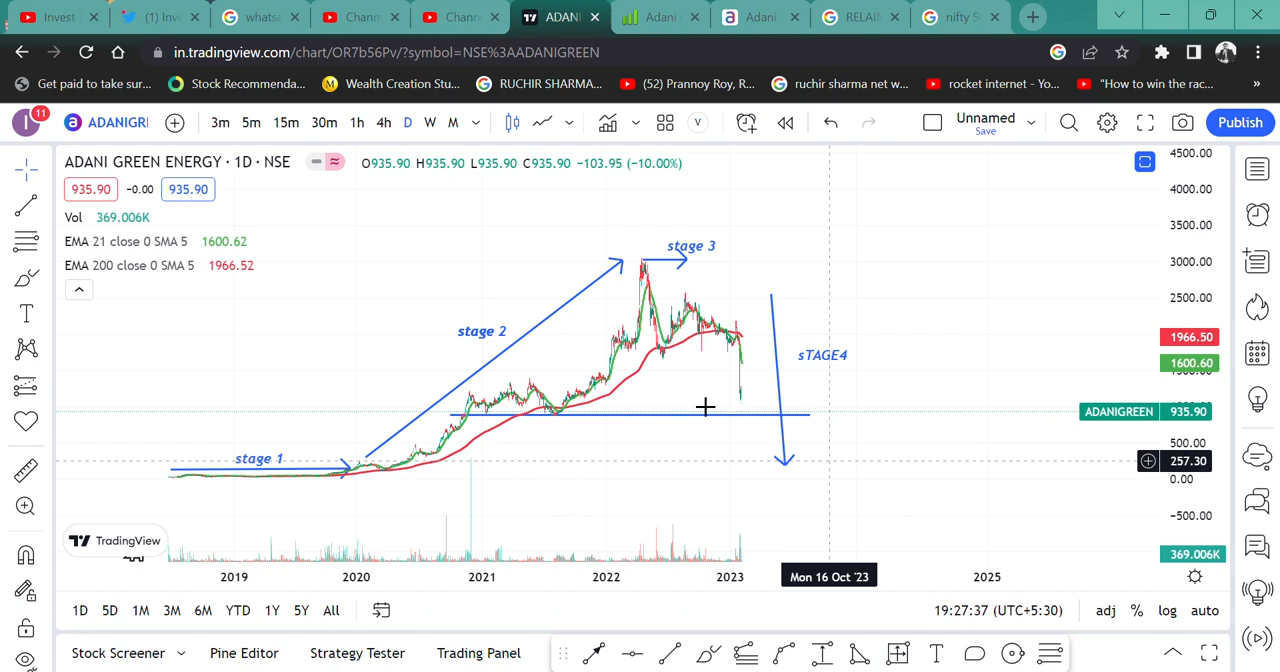 Invest
(1) Inv
whats
Chann
Chann
ADANI
Adani
Adani
RELAI
nifty 5
in.tradingview.com/chart/OR7b56Pv/?symbol=NSE%3AADANIGREEN
Get paid to take sur...
Stock Recommenda...
Wealth Creation Stu...
RUCHIR SHARMA...
(52) Prannoy Roy, R...
ruchir sharma net w...
rocket internet - Yo...
"How to win the rac...
»
I
11
ADANIGRI
3m
5m
15m
30m
1h
4h
D
W
M
V
Unnamed
Save
Publish
ADANI GREEN ENERGY · 1D · NSE
O935.90 H935.90 L935.90 C935.90 −103.95 (−10.00%)
935.90
-0.00
935.90
Vol 369.006K
EMA 21 close 0 SMA 5 1600.62
EMA 200 close 0 SMA 5 1966.52
stage 1
stage 2
stage 3
sTAGE4
4500.00
4000.00
3500.00
3000.00
2500.00
1966.50
1600.60
ADANIGREEN 935.90
500.00
257.30
0.00
−500.00
369.006K
TradingView
2019
2020
2021
2022
2023
Mon 16 Oct '23
2025
1D
5D
1M
3M
6M
YTD
1Y
5Y
All
19:27:37 (UTC+5:30)
adj
%
log
auto
Stock Screener
Pine Editor
Strategy Tester
Trading Panel